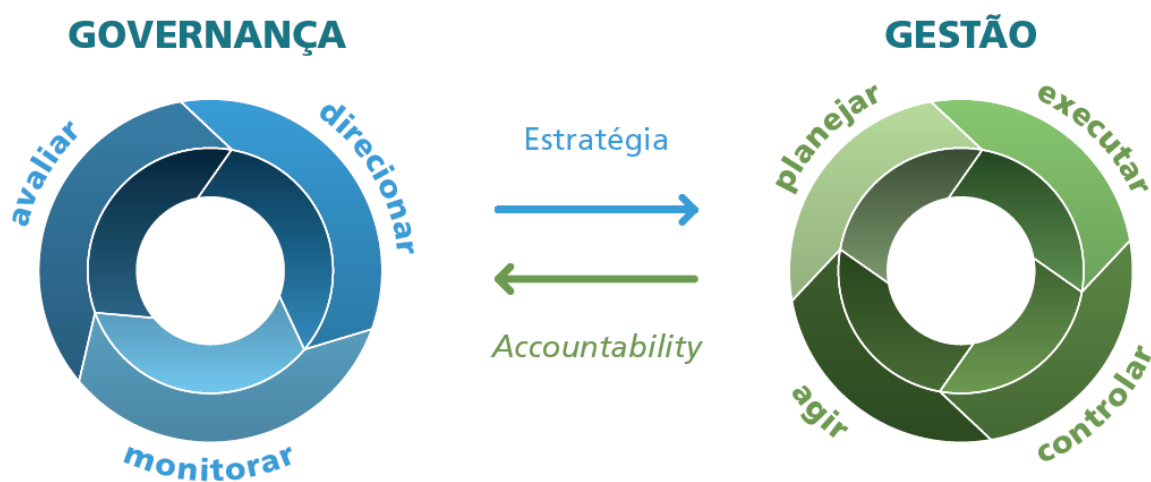 GOVERNANÇA
avaliar
direcionar
monitorar
Estratégia
Accountability
GESTÃO
planejar
executar
controlar
agir